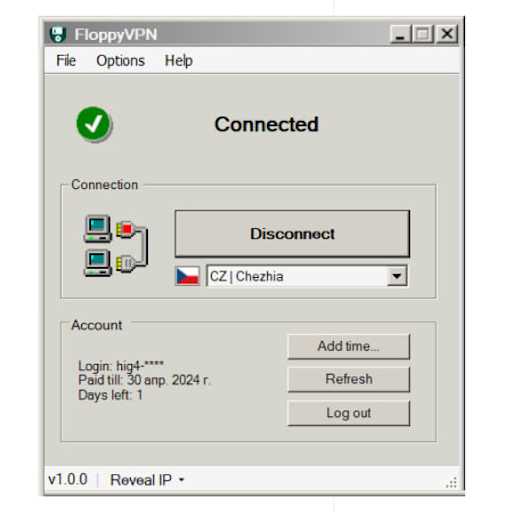 FloppyVPN
File Options Help
Connected
Connection
Disconnect
CZ | Chezhia
Account
Add time...
Login: hig4-****
Paid till: 30 апр. 2024 г.
Days left: 1
Refresh
Log out
v1.0.0 Reveal IP